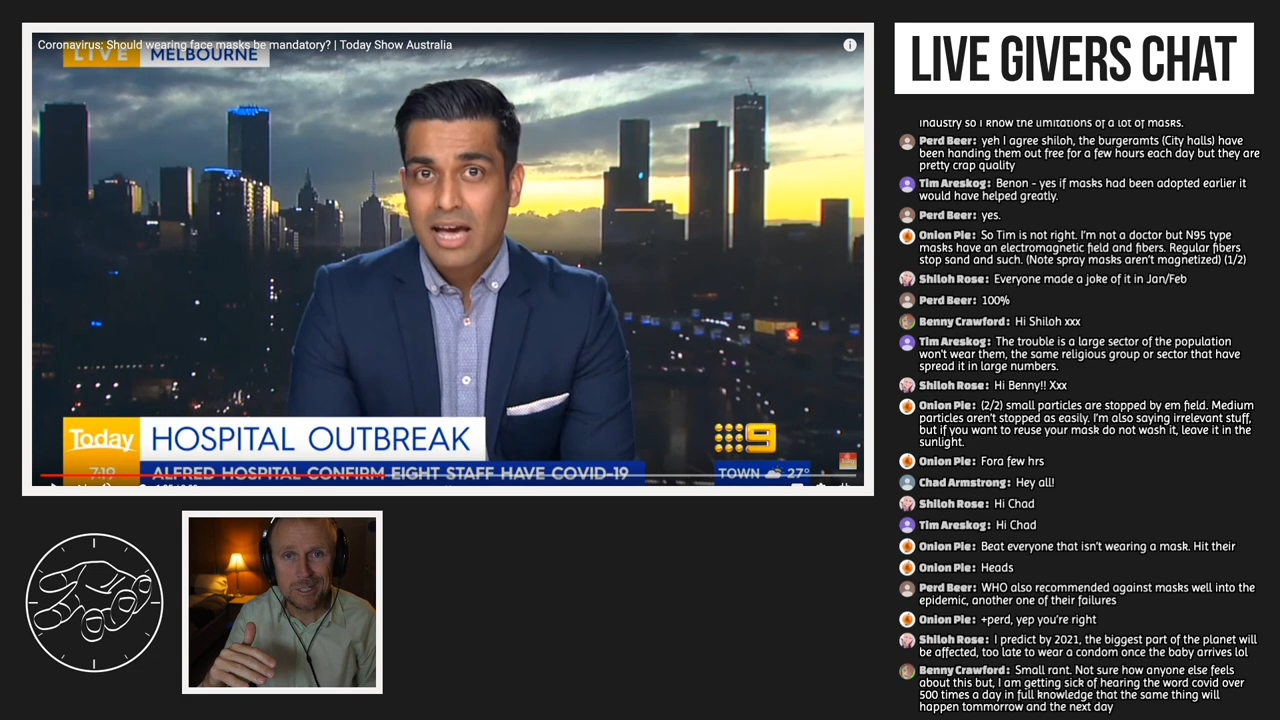 Coronavirus: Should wearing face masks be mandatory? | Today Show Australia
LIVE MELBOURNE
Today HOSPITAL OUTBREAK
7:19 ALFRED HOSPITAL CONFIRM EIGHT STAFF HAVE COVID-19
9
TOWN 27°
LIVE GIVERS CHAT
industry so I know the limitations of a lot of masks.
Perd Beer: yeh I agree shiloh, the burgeramts (City halls) have
been handing them out free for a few hours each day but they are
pretty crap quality
Tim Areskog: Benon - yes if masks had been adopted earlier it
would have helped greatly.
Perd Beer: yes.
Onion Pie: So Tim is not right. I'm not a doctor but N95 type
masks have an electromagnetic field and fibers. Regular fibers
stop sand and such. (Note spray masks aren't magnetized) (1/2)
Shiloh Rose: Everyone made a joke of it in Jan/Feb
Perd Beer: 100%
Benny Crawford: Hi Shiloh xxx
Tim Areskog: The trouble is a large sector of the population
won't wear them, the same religious group or sector that have
spread it in large numbers.
Shiloh Rose: Hi Benny!! Xxx
Onion Pie: (2/2) small particles are stopped by em field. Medium
particles aren't stopped as easily. I'm also saying irrelevant stuff,
but if you want to reuse your mask do not wash it, leave it in the
sunlight.
Onion Pie: Fora few hrs
Chad Armstrong: Hey all!
Shiloh Rose: Hi Chad
Tim Areskog: Hi Chad
Onion Pie: Beat everyone that isn't wearing a mask. Hit their
Onion Pie: Heads
Perd Beer: WHO also recommended against masks well into the
epidemic, another one of their failures
Onion Pie: +perd, yep you're right
Shiloh Rose: I predict by 2021, the biggest part of the planet will
be affected, too late to wear a condom once the baby arrives lol
Benny Crawford: Small rant. Not sure how anyone else feels
about this but, I am getting sick of hearing the word covid over
500 times a day in full knowledge that the same thing will
happen tommorrow and the next day